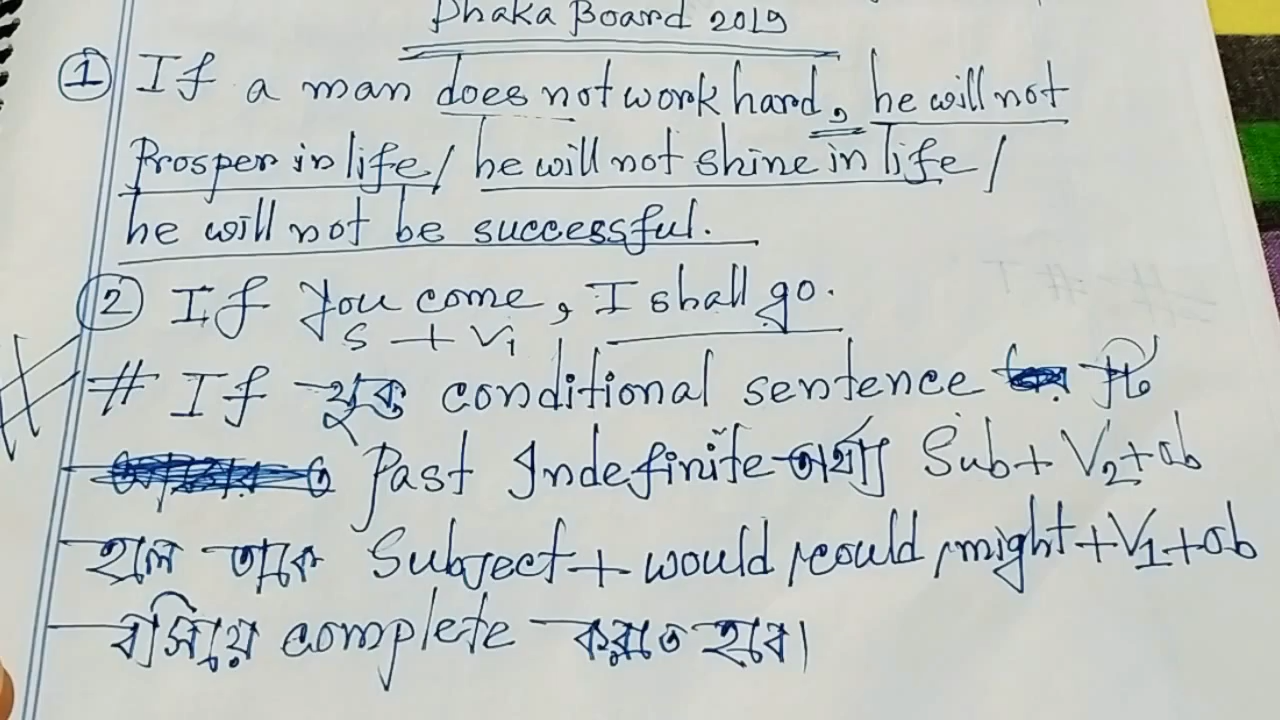 Dhaka Board 2019
① If a man does not work hard, he will not
Prosper in life/ he will not shine in life/
he will not be successful.
② If you come, I shall go.
S + V1
# If যুক্ত conditional sentence টি
Past Indefinite অর্থাৎ Sub + V2 + ob
হলে তাকে Subject + would/could/might + V1 + ob
বসিয়ে complete করতে হবে।